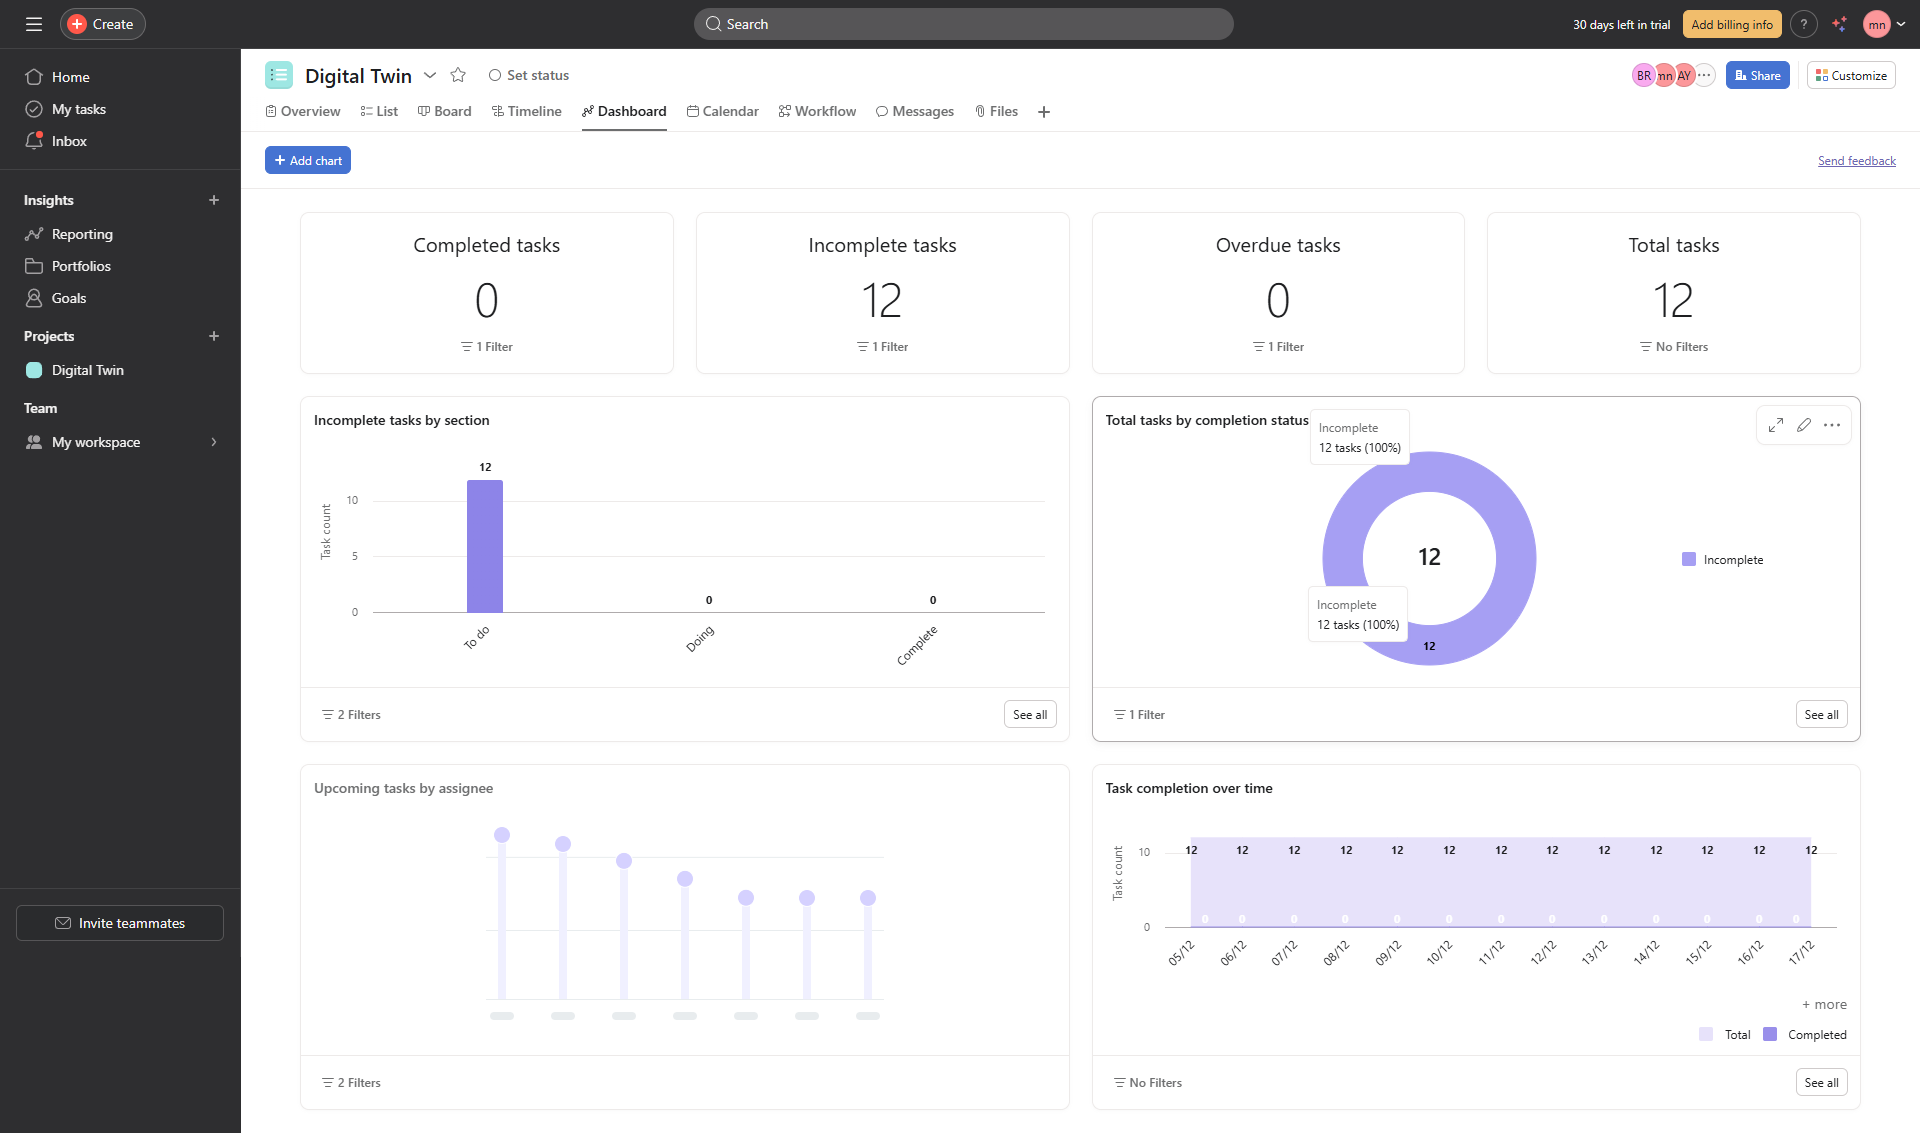 Create
Search
30 days left in trial
Add billing info
?
mn
Home
My tasks
Inbox
Insights
Reporting
Portfolios
Goals
Projects
Digital Twin
Team
My workspace
Invite teammates
Digital Twin
Set status
BR mn AY
Share
Customize
Overview List Board Timeline Dashboard Calendar Workflow Messages Files
Add chart
Send feedback
Completed tasks
0
1 Filter
Incomplete tasks
12
1 Filter
Overdue tasks
0
1 Filter
Total tasks
12
No Filters
Incomplete tasks by section
Task count
10
5
0
12
0
0
To do
Doing
Complete
2 Filters
See all
Total tasks by completion status
Incomplete
12 tasks (100%)
12
Incomplete
12 tasks (100%)
12
Incomplete
1 Filter
See all
Upcoming tasks by assignee
2 Filters
Task completion over time
Task count
10
0
12 12 12 12 12 12 12 12 12 12 12 12 12
0 0 0 0 0 0 0 0 0 0 0 0 0
05/12 06/12 07/12 08/12 09/12 10/12 11/12 12/12 13/12 14/12 15/12 16/12 17/12
+ more
Total
Completed
No Filters
See all